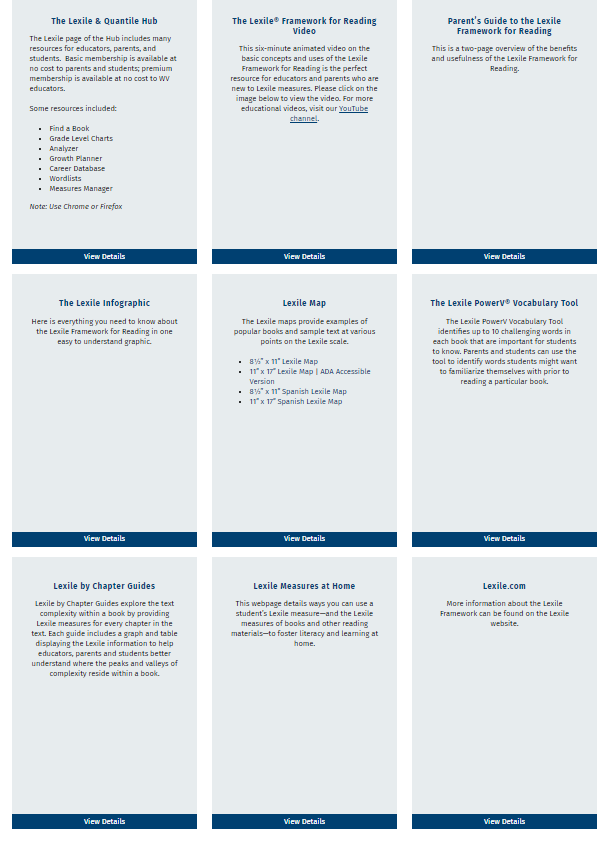 The Lexile & Quantile Hub
The Lexile page of the Hub includes many
resources for educators, parents, and
students.  Basic membership is available at
no cost to parents and students; premium
membership is available at no cost to WV
educators.
Some resources included:
• Find a Book
• Grade Level Charts
• Analyzer
• Growth Planner
• Career Database
• Wordlists
• Measures Manager
Note: Use Chrome or Firefox
View Details
The Lexile® Framework for Reading
Video
This six-minute animated video on the
basic concepts and uses of the Lexile
Framework for Reading is the perfect
resource for educators and parents who are
new to Lexile measures. Please click on the
image below to view the video. For more
educational videos, visit our YouTube
channel.
View Details
Parent's Guide to the Lexile
Framework for Reading
This is a two-page overview of the benefits
and usefulness of the Lexile Framework for
Reading.
View Details
The Lexile Infographic
Here is everything you need to know about
the Lexile Framework for Reading in one
easy to understand graphic.
View Details
Lexile Map
The Lexile maps provide examples of
popular books and sample text at various
points on the Lexile scale.
• 8½" x 11" Lexile Map
• 11" x 17" Lexile Map | ADA Accessible
Version
• 8½" x 11" Spanish Lexile Map
• 11" x 17" Spanish Lexile Map
View Details
The Lexile PowerV® Vocabulary Tool
The Lexile PowerV Vocabulary Tool
identifies up to 10 challenging words in
each book that are important for students
to know. Parents and students can use the
tool to identify words students might want
to familiarize themselves with prior to
reading a particular book.
View Details
Lexile by Chapter Guides
Lexile by Chapter Guides explore the text
complexity within a book by providing
Lexile measures for every chapter in the
text. Each guide includes a graph and table
displaying the Lexile information to help
educators, parents and students better
understand where the peaks and valleys of
complexity reside within a book.
View Details
Lexile Measures at Home
This webpage details ways you can use a
student's Lexile measure—and the Lexile
measures of books and other reading
materials—to foster literacy and learning at
home.
View Details
Lexile.com
More information about the Lexile
Framework can be found on the Lexile
website.
View Details